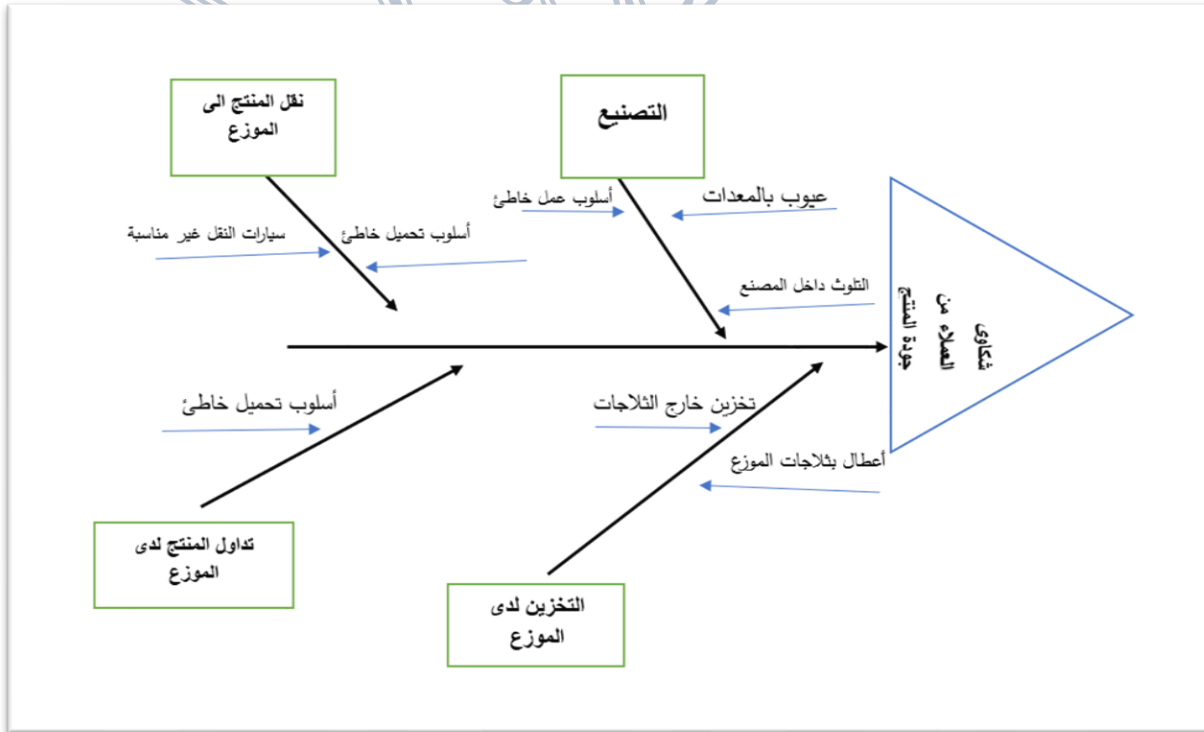 نقل المنتج الى
الموزع
التصنيع
أسلوب عمل خاطئ
عيوب بالمعدات
سيارات النقل غير مناسبة
أسلوب تحميل خاطئ
التلوث داخل المصنع
شكاوى
العملاء من
جودة المنتج
أسلوب تحميل خاطئ
تخزين خارج الثلاجات
أعطال بثلاجات الموزع
تداول المنتج لدى
الموزع
التخزين لدى
الموزع